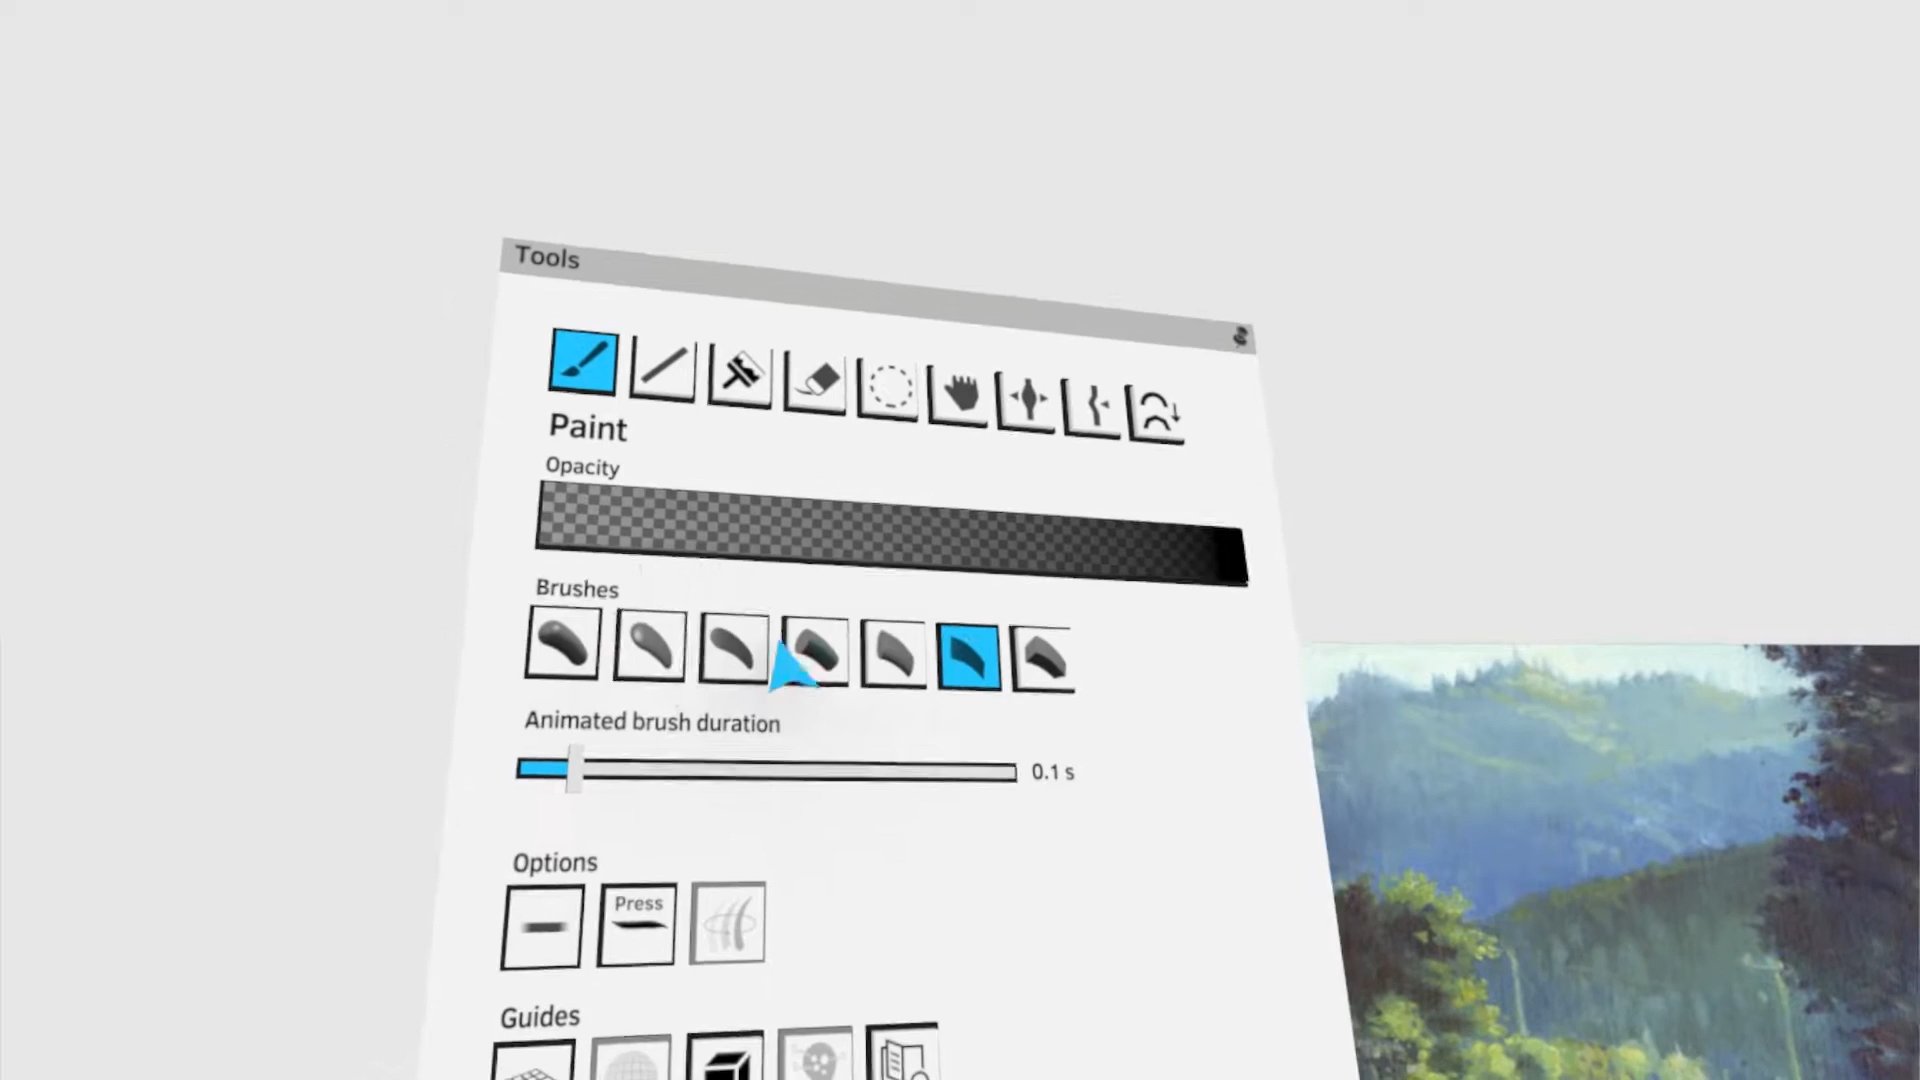 Tools
Paint
Opacity
Brushes
Animated brush duration
0.1 s
Options
Press
Guides